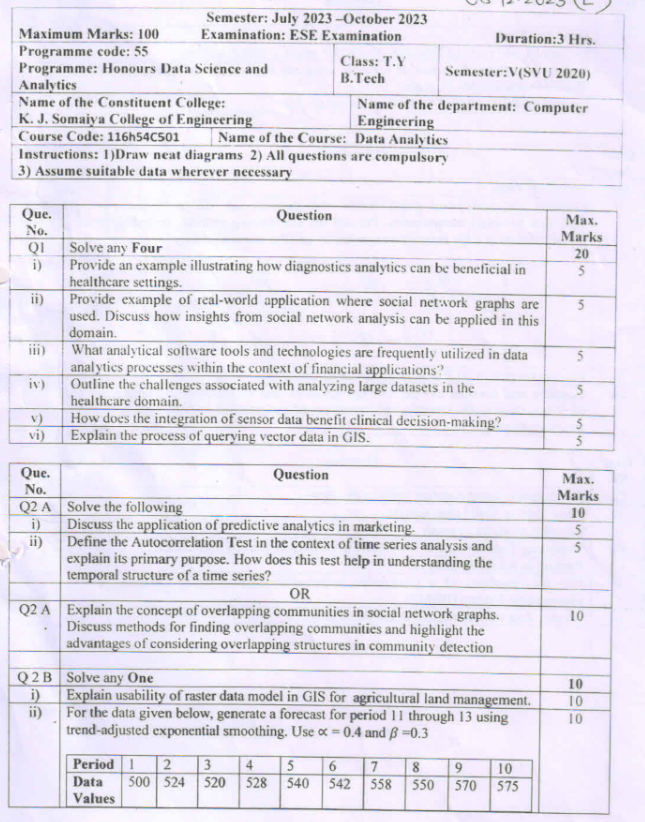 Semester: July 2023 –October 2023
Maximum Marks: 100 Examination: ESE Examination Duration:3 Hrs.
Programme code: 55
Programme: Honours Data Science and
Analytics
Class: T.Y
B.Tech
Semester:V(SVU 2020)
Name of the Constituent College:
K. J. Somaiya College of Engineering
Name of the department: Computer
Engineering
Course Code: 116h54C501 Name of the Course: Data Analytics
Instructions: 1)Draw neat diagrams 2) All questions are compulsory
3) Assume suitable data wherever necessary
Que. No. Question Max. Marks
Q1 Solve any Four 20
i) Provide an example illustrating how diagnostics analytics can be beneficial in 5
healthcare settings.
ii) Provide example of real-world application where social network graphs are 5
used. Discuss how insights from social network analysis can be applied in this
domain.
iii) What analytical software tools and technologies are frequently utilized in data 5
analytics processes within the context of financial applications?
iv) Outline the challenges associated with analyzing large datasets in the 5
healthcare domain.
v) How does the integration of sensor data benefit clinical decision-making? 5
vi) Explain the process of querying vector data in GIS. 5
Que. No. Question Max. Marks
Q2 A Solve the following 10
i) Discuss the application of predictive analytics in marketing. 5
ii) Define the Autocorrelation Test in the context of time series analysis and 5
explain its primary purpose. How does this test help in understanding the
temporal structure of a time series?
OR
Q2 A Explain the concept of overlapping communities in social network graphs. 10
Discuss methods for finding overlapping communities and highlight the
advantages of considering overlapping structures in community detection
Q 2 B Solve any One 10
i) Explain usability of raster data model in GIS for agricultural land management. 10
ii) For the data given below, generate a forecast for period 11 through 13 using 10
trend-adjusted exponential smoothing. Use ∝ = 0.4 and β =0.3
Period 1 2 3 4 5 6 7 8 9 10
Data Values 500 524 520 528 540 542 558 550 570 575